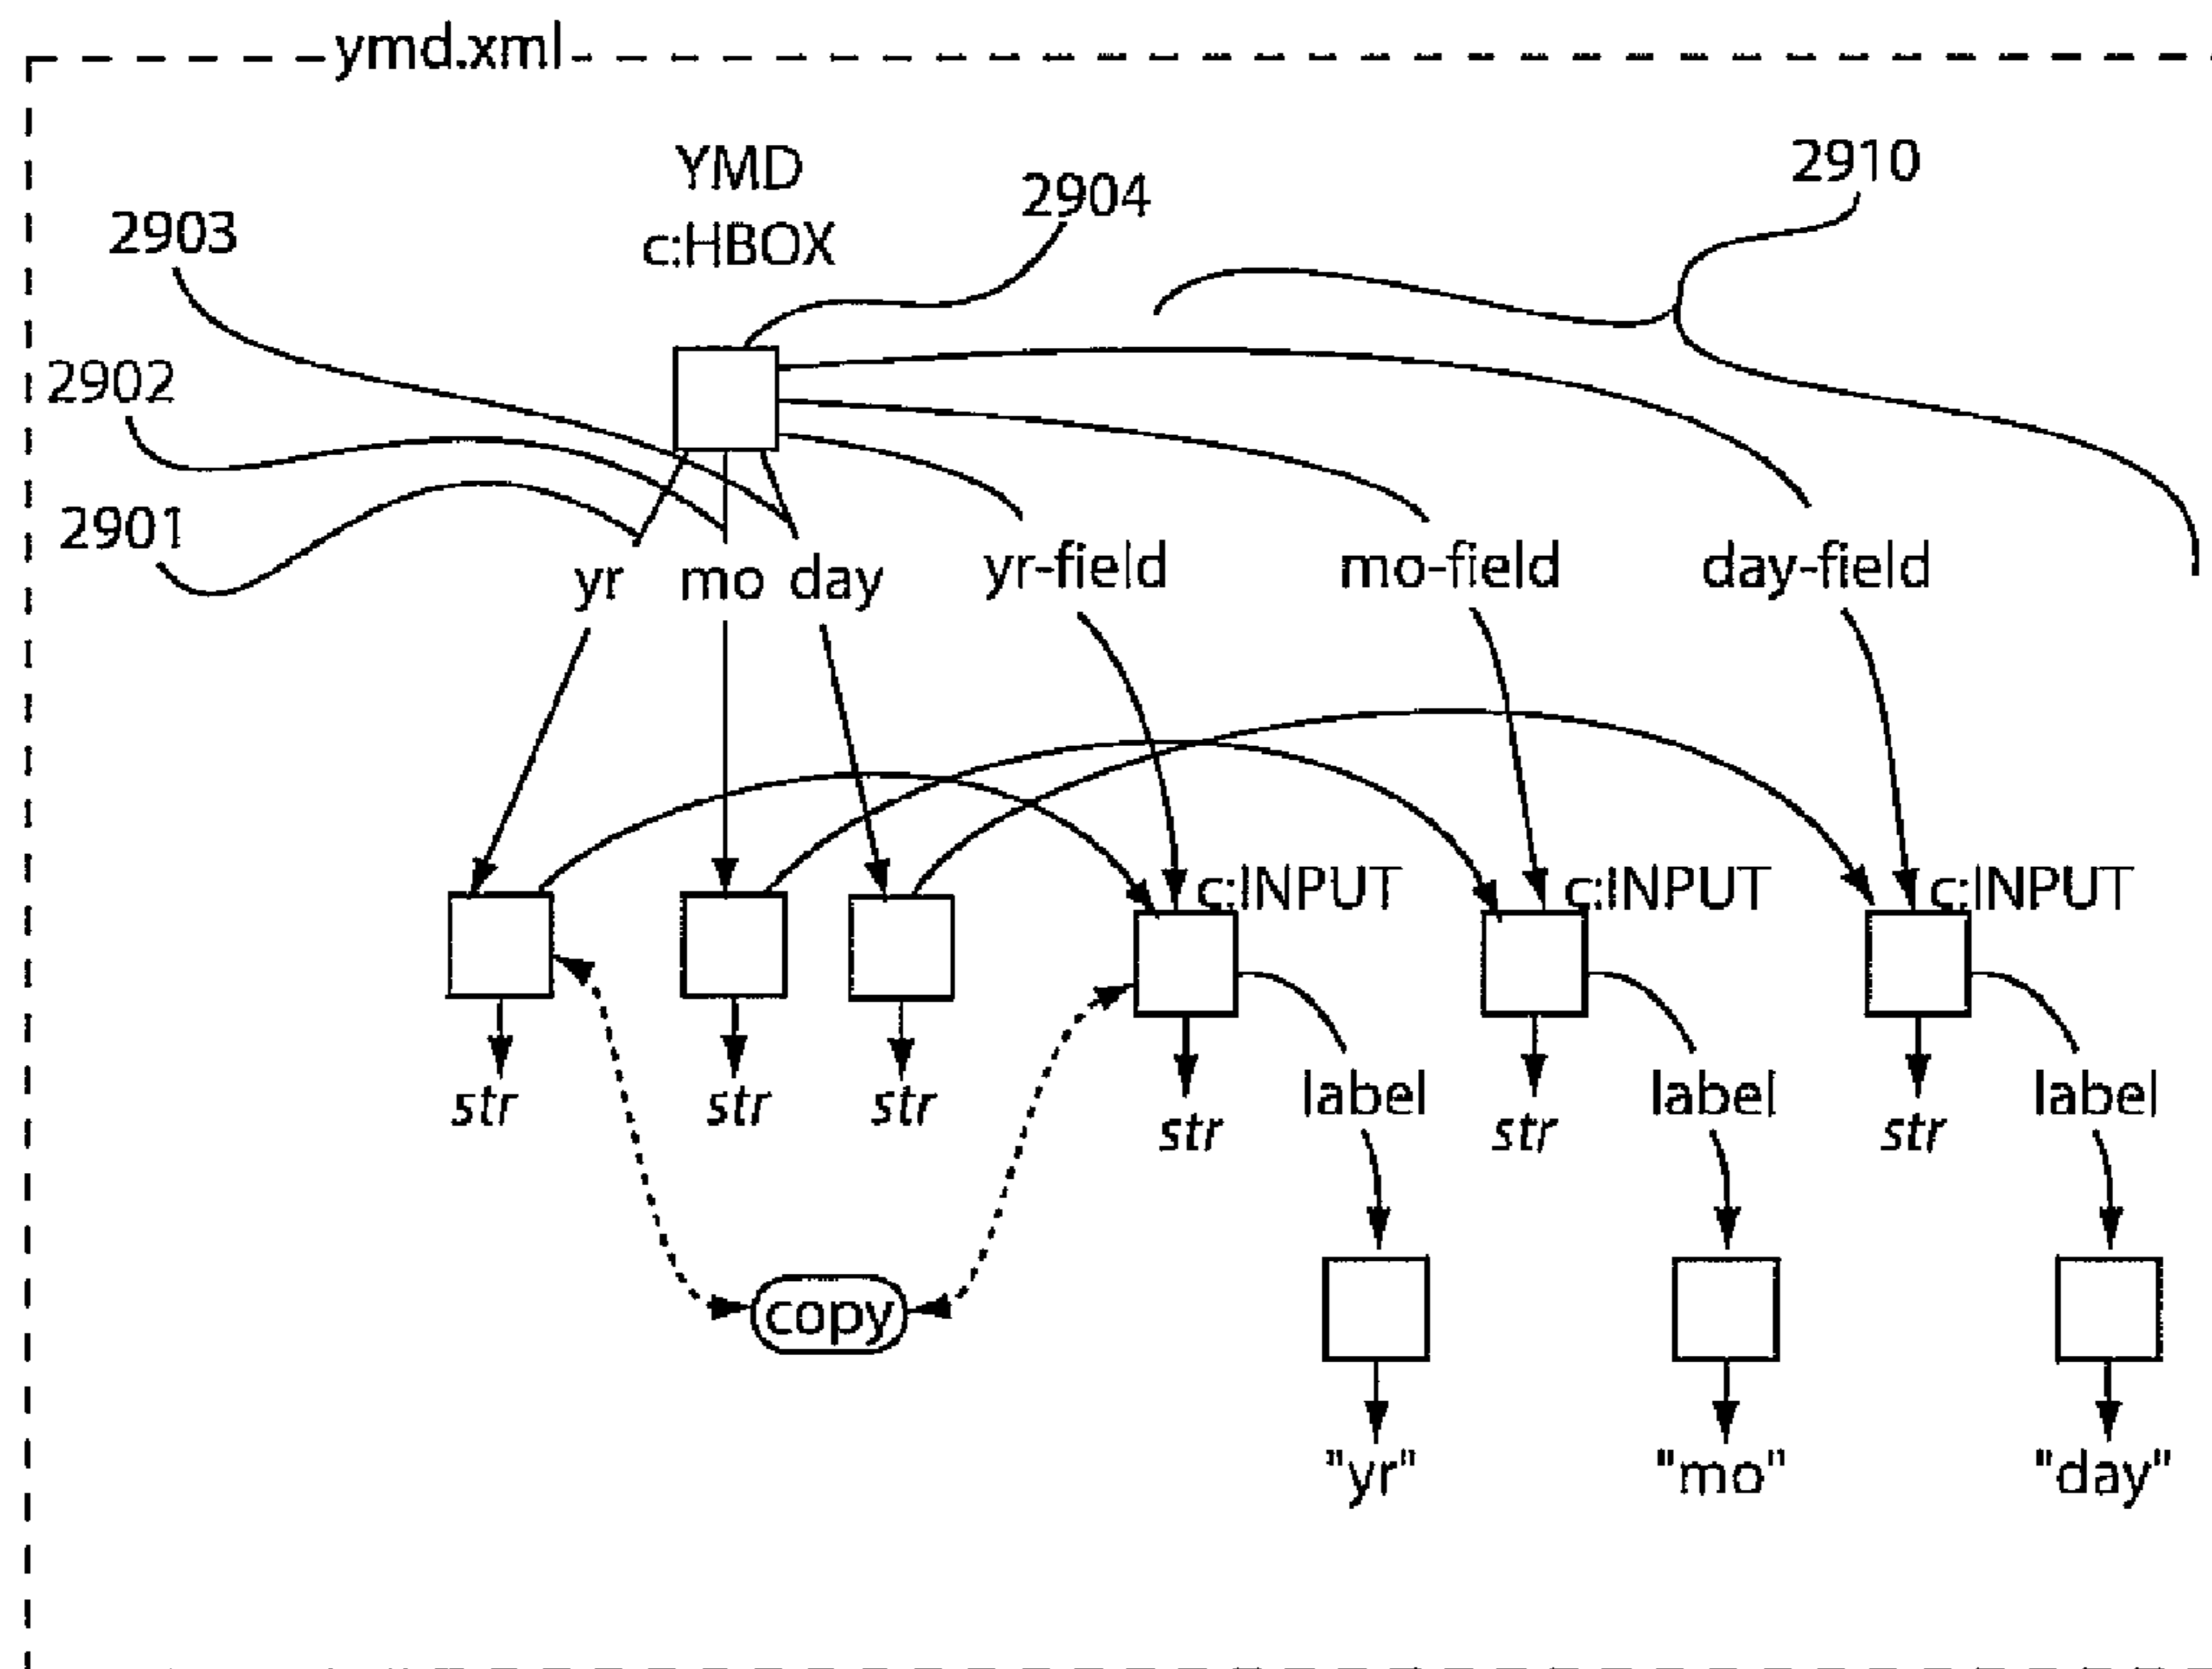 ymd.xml
YMD
c:HBOX
2904
2910
2903
2902
2901
yr mo day yr-field mo-field day-field
c:INPUT c:INPUT c:INPUT
str str str str label str label str label
copy
"yr" "mo" "day"